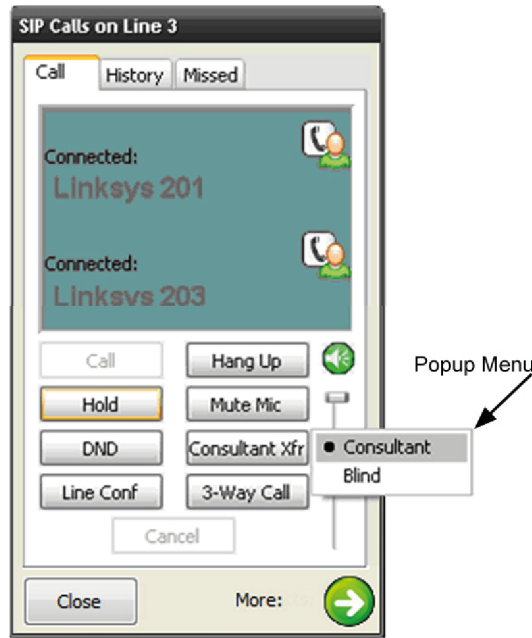 SIP Calls on Line 3
Call History Missed
Connected:
Linksys 201
Connected:
Linksys 203
Call Hang Up
Hold Mute Mic
DND Consultant Xfr
Line Conf 3-Way Call
Cancel
Popup Menu
Consultant
Blind
Close More: